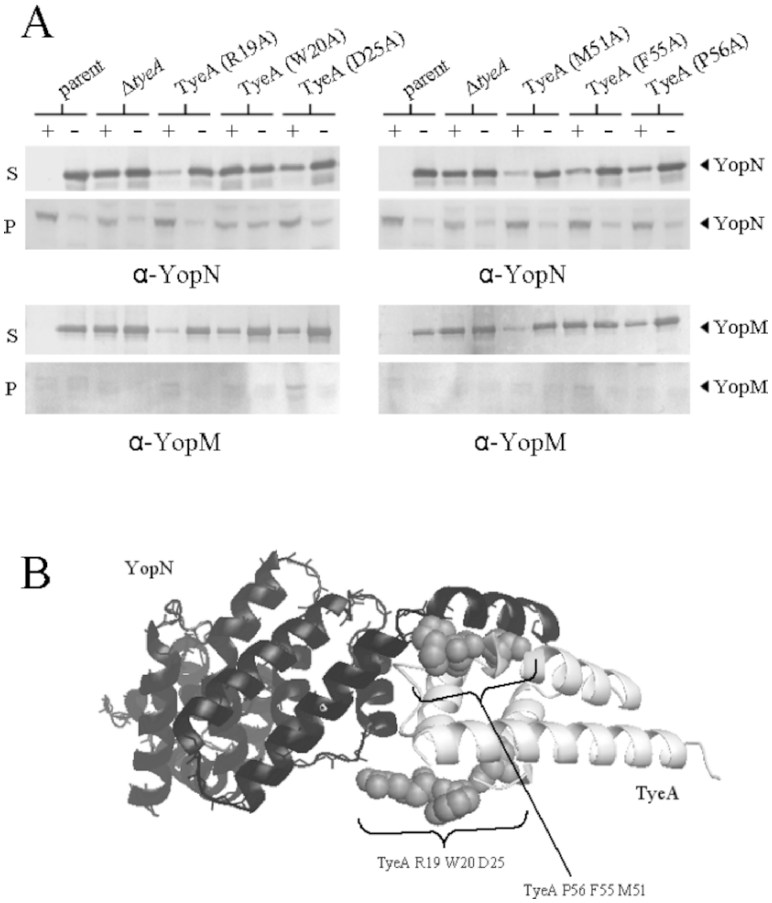 A
parent ΔtyeA TyeA (R19A) TyeA (W20A) TyeA (D25A) parent ΔtyeA TyeA (M51A) TyeA (F55A) TyeA (P56A)
+ - + - + - + - + - + - + - + - + - + -
S YopN
P YopN
α-YopN α-YopN
S YopM
P YopM
α-YopM α-YopM
B
YopN
TyeA
TyeA R19 W20 D25
TyeA P56 F55 M51